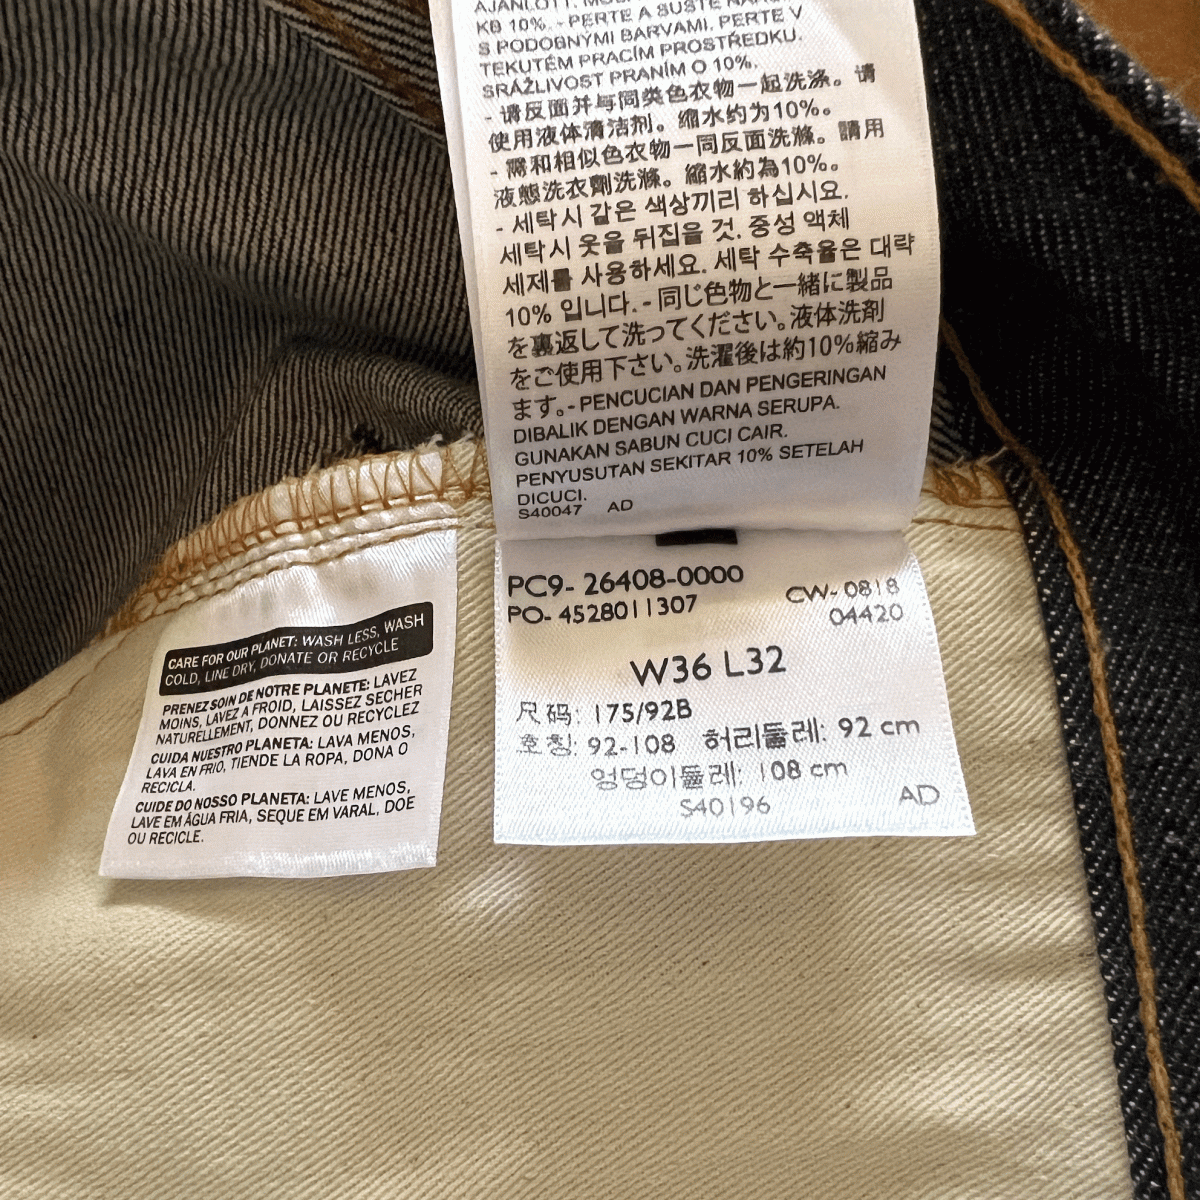 KB 10%. - PERTE A SUSTE
S PODOBNÝMI BARVAMI. PERTE V
TEKUTÉM PRACÍM PROSTŘEDKU.
SRÁŽLIVOST PRANÍM O 10%.
- 请反面并与同类色衣物一起洗涤。请
使用液体清洁剂。缩水约为10%。
- 需和相似色衣物一同反面洗滌。請用
液態洗衣劑洗滌。縮水約為10%。
- 세탁시 같은 색상끼리 하십시요.
세탁시 옷을 뒤집을 것. 중성 액체
세제를 사용하세요. 세탁 수축율은 대략
10% 입니다. - 同じ色物と一緒に製品
を裏返して洗ってください。液体洗剤
をご使用下さい。洗濯後は約10%縮み
ます。- PENCUCIAN DAN PENGERINGAN
DIBALIK DENGAN WARNA SERUPA.
GUNAKAN SABUN CUCI CAIR.
PENYUSUTAN SEKITAR 10% SETELAH
DICUCI.
S40047 AD
PC9- 26408-0000
PO- 4528011307
CW- 0818
04420
W36 L32
尺码: 175/92B
호칭: 92-108 허리둘레: 92 cm
엉덩이둘레: 108 cm
S40196 AD
CARE FOR OUR PLANET: WASH LESS, WASH
COLD, LINE DRY, DONATE OR RECYCLE
PRENEZ SOIN DE NOTRE PLANETE: LAVEZ
MOINS, LAVEZ A FROID, LAISSEZ SECHER
NATURELLEMENT, DONNEZ OU RECYCLEZ
CUIDA NUESTRO PLANETA: LAVA MENOS,
LAVA EN FRIO, TIENDE LA ROPA, DONA O
RECICLA.
CUIDE DO NOSSO PLANETA: LAVE MENOS,
LAVE EM ÁGUA FRIA, SEQUE EM VARAL, DOE
OU RECICLE.